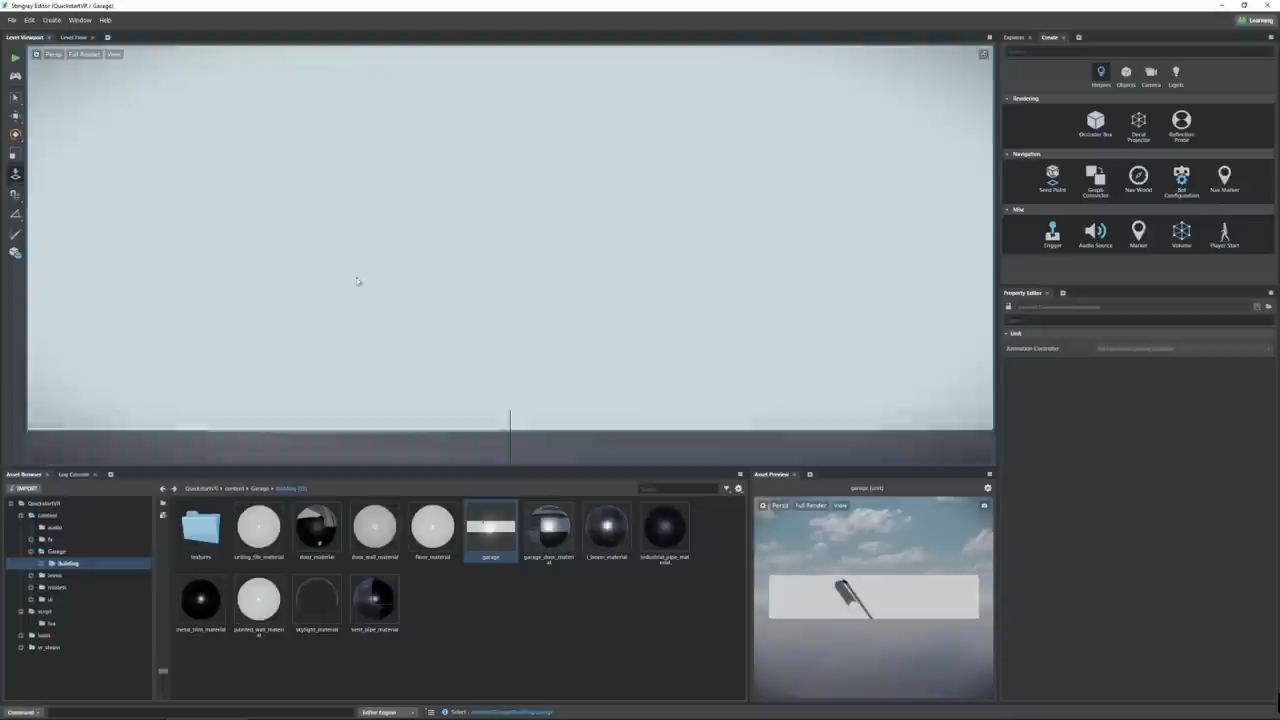 Stingray Editor (QuickstartVR / Garage)
File Edit Create Window Help
Learning
Level Viewport
Level Flow
Explorer
Create
Persp
Full Render
View
Helpers
Objects
Camera
Lights
Rendering
Occluder Box
Decal Projector
Reflection Probe
Navigation
Seed Point
Graph Connector
Nav World
Bot Configuration
Nav Marker
Misc
Trigger
Audio Source
Marker
Volume
Player Start
Property Editor
Unit
Animation Controller
Asset Browser
Log Console
Asset Preview
IMPORT
QuickstartVR > content > Garage >
garage (unit)
QuickstartVR
content
audio
fx
Garage
building
models
ui
script
lua
tools
vr_steam
features
ceiling_tile_material
door_material
door_wall_material
floor_material
garage
garage_door_material
i_beam_material
industrial_pipe_material
metal_trim_material
painted_wall_material
skylight_material
vent_pipe_material
Persp
Full Render
View
Command
Editor Engine
Select